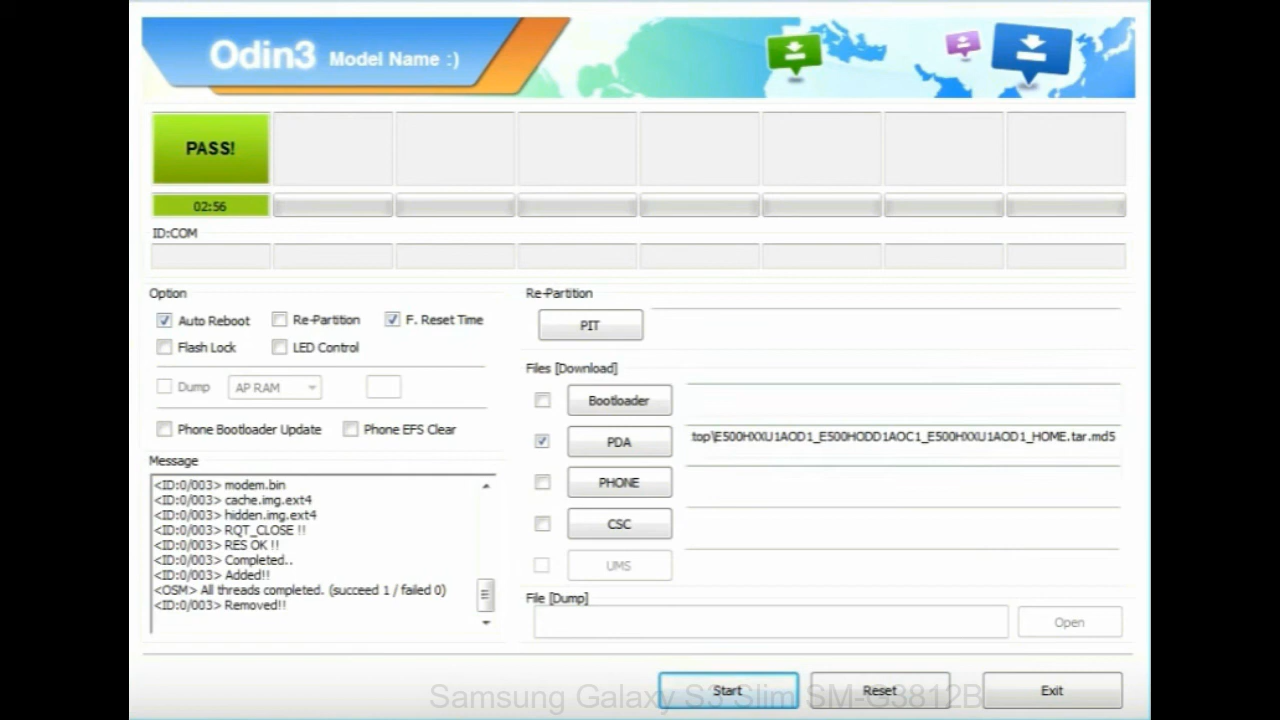 Odin3 Model Name :)
PASS!
02:56
ID:COM
Option
Auto Reboot Re-Partition F. Reset Time
Flash Lock LED Control
Dump AP RAM
Phone Bootloader Update Phone EFS Clear
Message
<ID:0/003> modem.bin
<ID:0/003> cache.img.ext4
<ID:0/003> hidden.img.ext4
<ID:0/003> RQT_CLOSE !!
<ID:0/003> RES OK !!
<ID:0/003> Completed..
<ID:0/003> Added!!
<OSM> All threads completed. (succeed 1 / failed 0)
<ID:0/003> Removed!!
Re-Partition
PIT
Files [Download]
Bootloader
PDA top\E500HXXU1AOD1_E500HODD1AOC1_E500HXXU1AOD1_HOME.tar.md5
PHONE
CSC
UMS
File [Dump]
Open
Start Reset Exit
Samsung Galaxy S3 Slim SM-G3812B